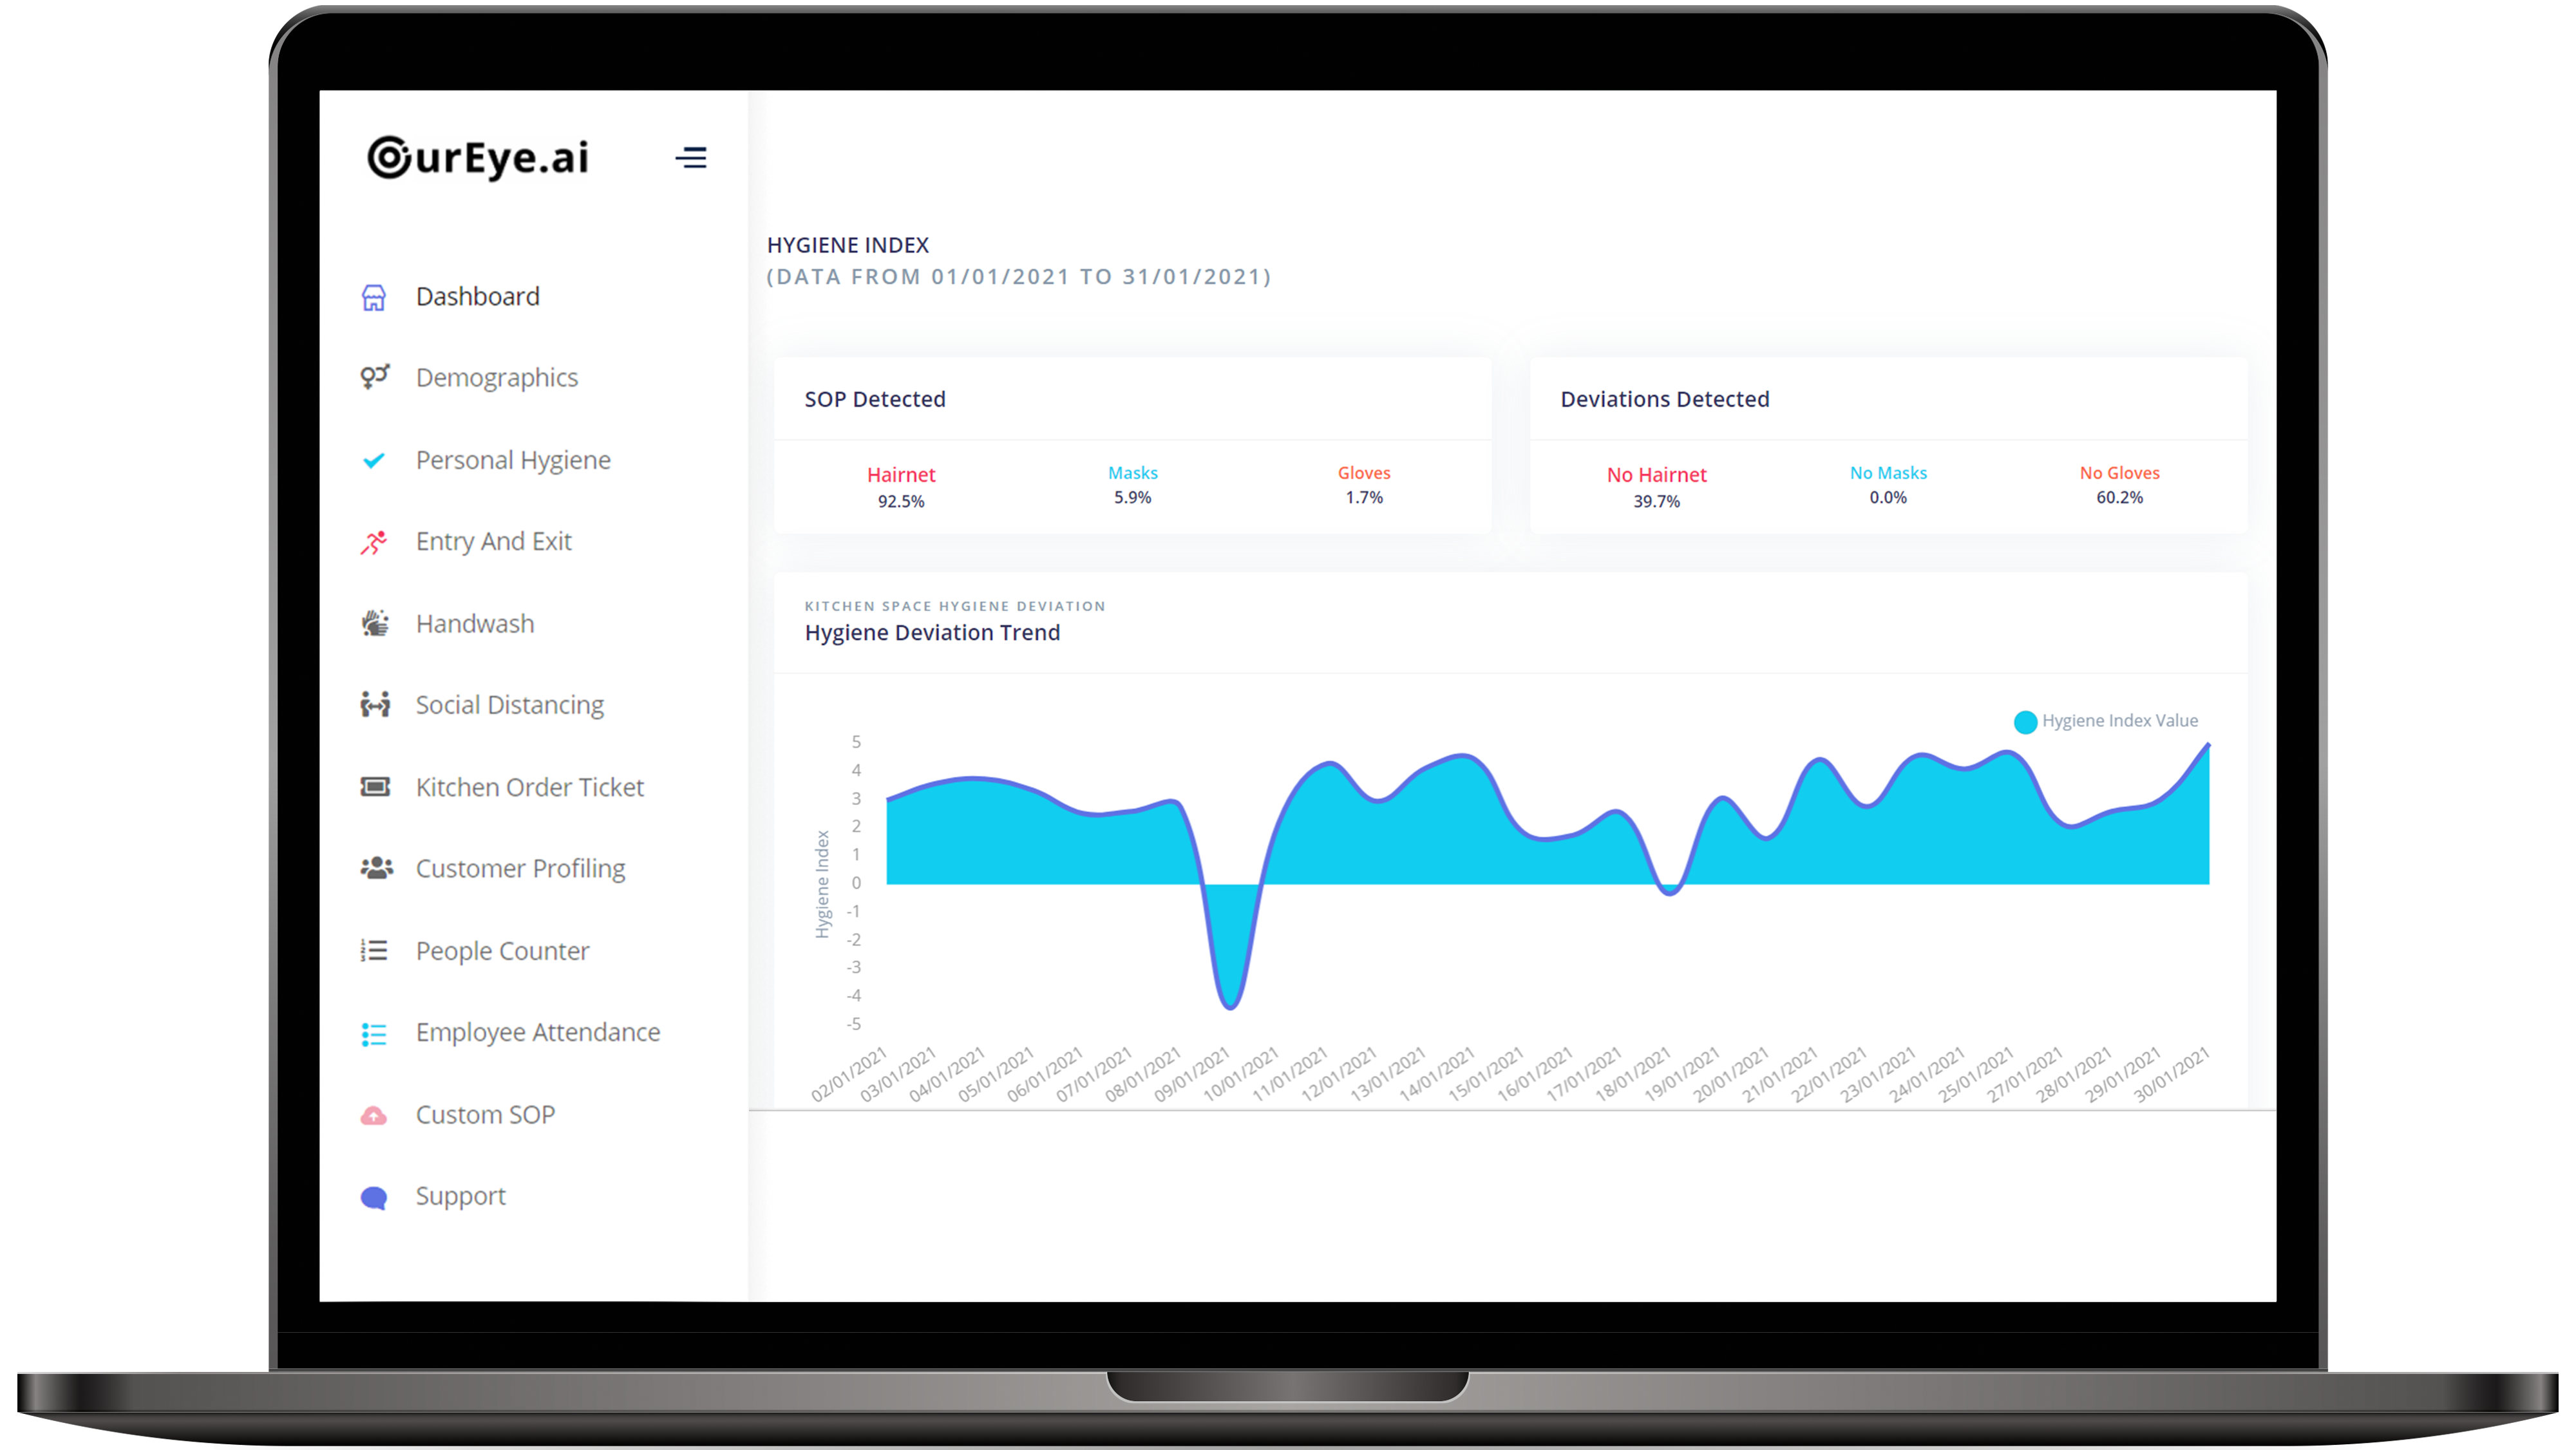 OurEye.ai
Dashboard
Demographics
Personal Hygiene
Entry And Exit
Handwash
Social Distancing
Kitchen Order Ticket
Customer Profiling
People Counter
Employee Attendance
Custom SOP
Support
HYGIENE INDEX
(DATA FROM 01/01/2021 TO 31/01/2021)
SOP Detected
Hairnet Masks Gloves
92.5% 5.9% 1.7%
Deviations Detected
No Hairnet No Masks No Gloves
39.7% 0.0% 60.2%
KITCHEN SPACE HYGIENE DEVIATION
Hygiene Deviation Trend
Hygiene Index Value
Hygiene Index
5
4
3
2
1
0
-1
-2
-3
-4
-5
02/01/2021 03/01/2021 04/01/2021 05/01/2021 06/01/2021 07/01/2021 08/01/2021 09/01/2021 10/01/2021 11/01/2021 12/01/2021 13/01/2021 14/01/2021 15/01/2021 16/01/2021 17/01/2021 18/01/2021 19/01/2021 20/01/2021 21/01/2021 22/01/2021 23/01/2021 24/01/2021 25/01/2021 27/01/2021 28/01/2021 29/01/2021 30/01/2021